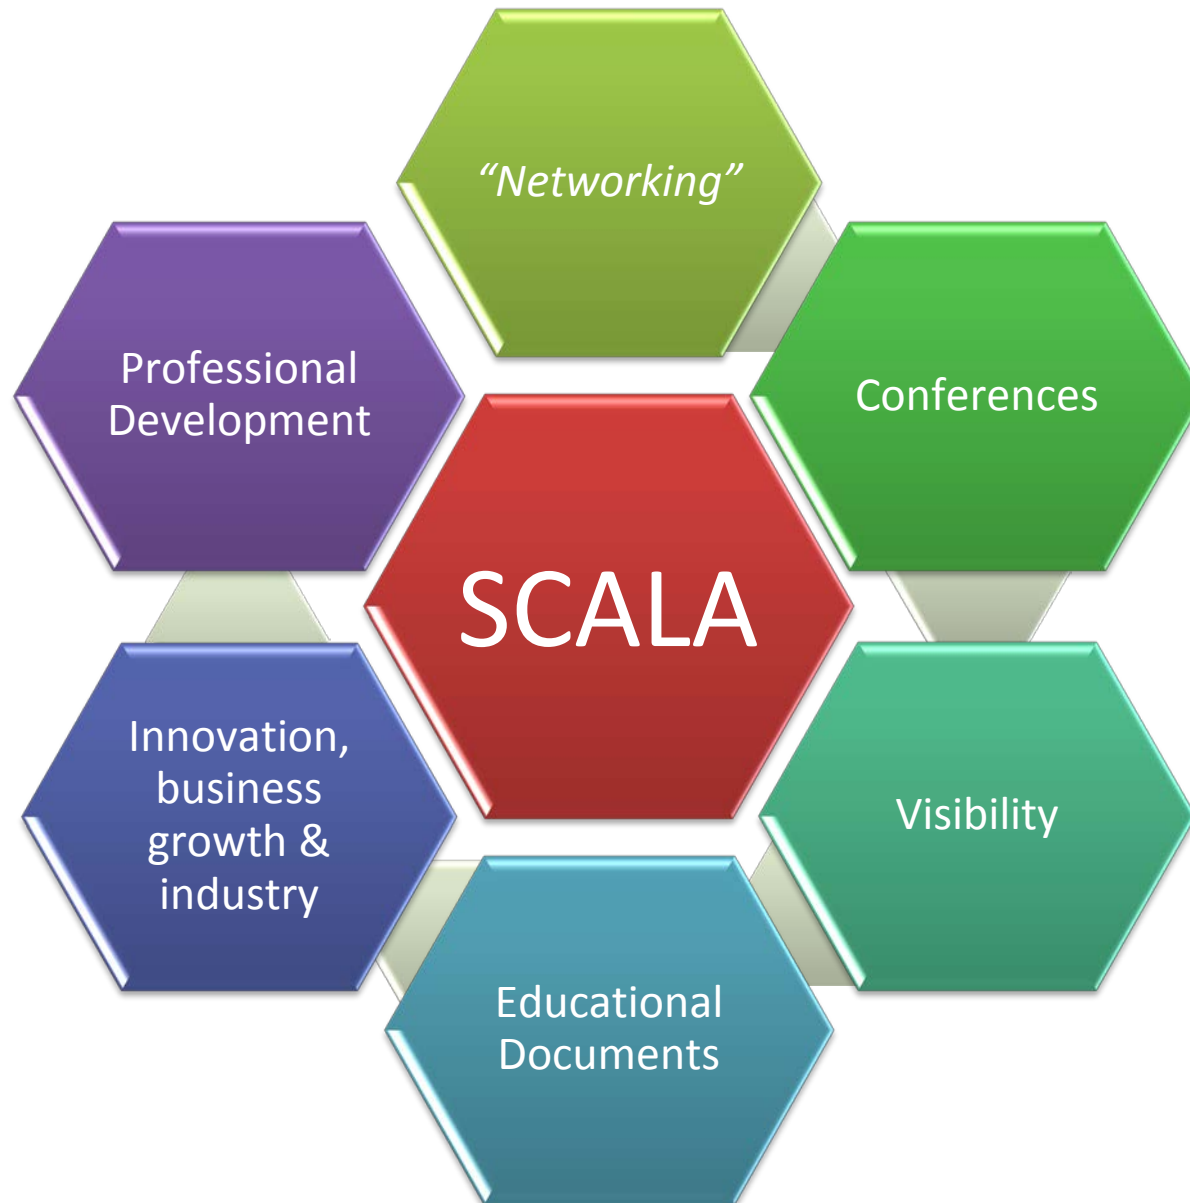 “Networking”
Conferences
Visibility
Educational
Documents
Innovation,
business
growth &
industry
Professional
Development
SCALA